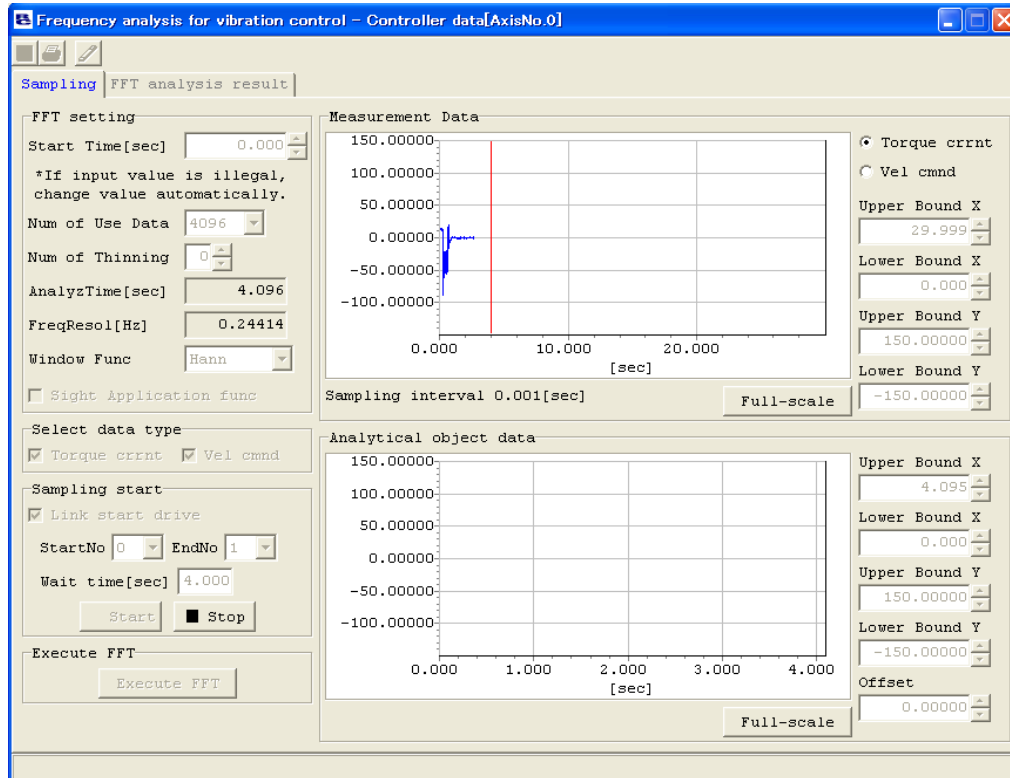 Frequency analysis for vibration control - Controller data[AxisNo.0]
Sampling
FFT analysis result
FFT setting
Start Time[sec]
0.000
*If input value is illegal,
change value automatically.
Num of Use Data
4096
Num of Thinning
0
AnalyzTime[sec]
4.096
FreqResol[Hz]
0.24414
Window Func
Hann
Sight Application func
Select data type
Torque crrnt
Vel cmnd
Sampling start
Link start drive
StartNo
0
EndNo
1
Wait time[sec]
4.000
Start
Stop
Execute FFT
Execute FFT
Measurement Data
150.00000
100.00000
50.00000
0.00000
-50.00000
-100.00000
0.000
10.000
20.000
[sec]
Sampling interval 0.001[sec]
Full-scale
Torque crrnt
Vel cmnd
Upper Bound X
29.999
Lower Bound X
0.000
Upper Bound Y
150.00000
Lower Bound Y
-150.00000
Analytical object data
150.00000
100.00000
50.00000
0.00000
-50.00000
-100.00000
0.000
1.000
2.000
3.000
4.000
[sec]
Full-scale
Upper Bound X
4.095
Lower Bound X
0.000
Upper Bound Y
150.00000
Lower Bound Y
-150.00000
Offset
0.00000